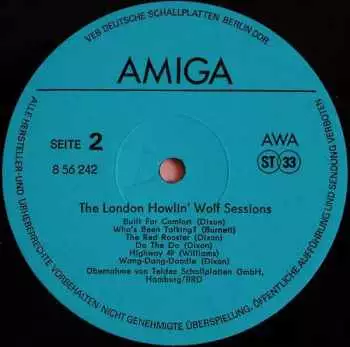 VEB DEUTSCHE SCHALLPLATTEN BERLIN DDR
AMIGA
SEITE 2
8 56 242
AWA
ST 33
The London Howlin' Wolf Sessions
Built For Comfort (Dixon)
Who's Been Talking? (Burnett)
The Red Rooster (Dixon)
Do The Do (Dixon)
Highway 49 (Williams)
Wang-Dang-Doodle (Dixon)
Übernahme von Teldec Schallplatten GmbH,
Hamburg/BRD
ALLE HERSTELLER-UND ÜBHEBERRECHTE VORBEHALTEN NICHT GENEHMIGTE ÜBERSPIELUNG, ÖFFENTLICHE AUFFÜHRUNG UND SENDUNG VERBOTEN